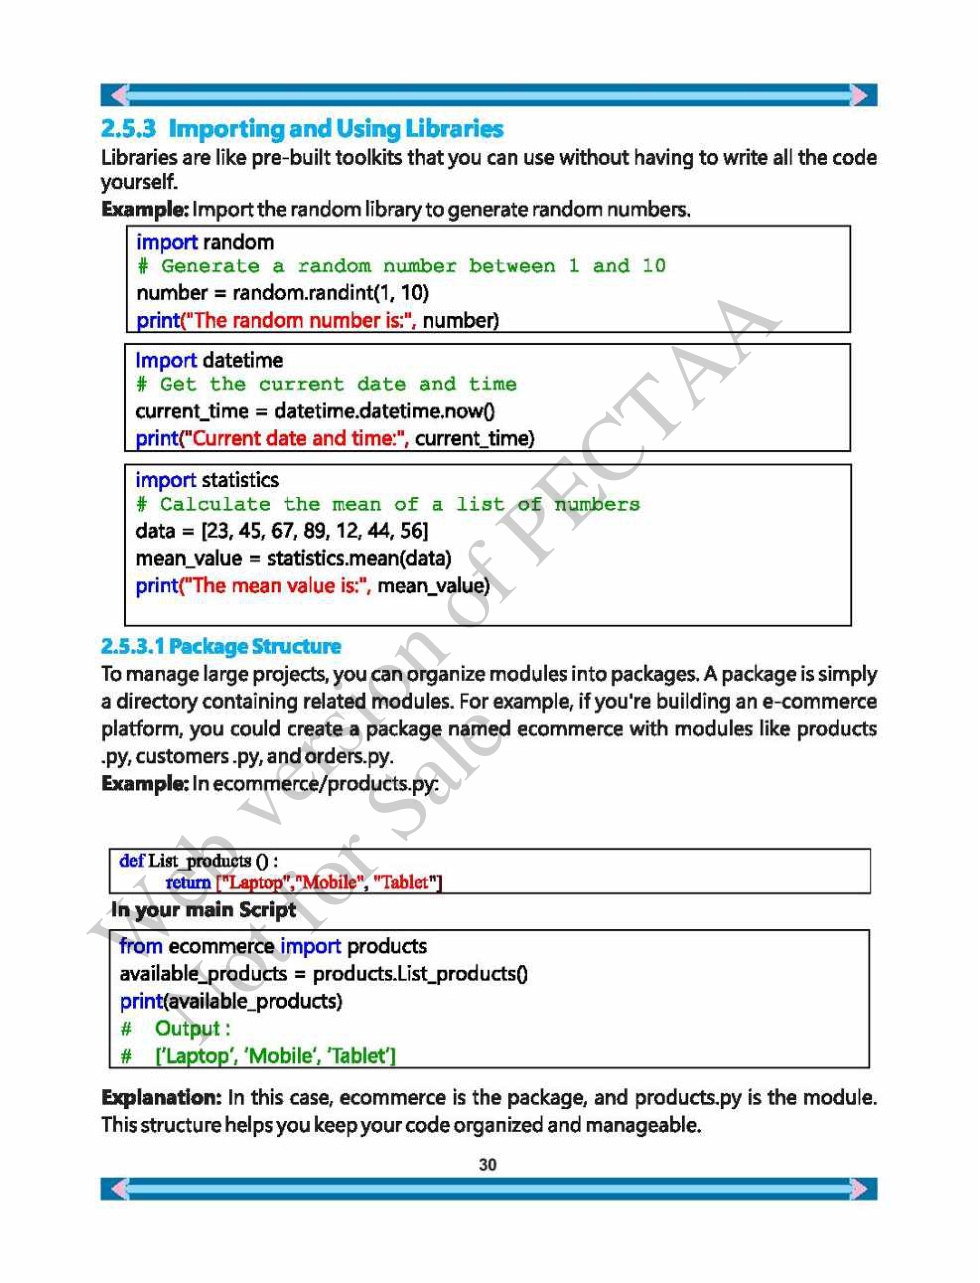 2.5.3 Importing and Using Libraries
Libraries are like pre-built toolkits that you can use without having to write all the code
yourself.
Example: Import the random library to generate random numbers.
import random
# Generate a random number between 1 and 10
number = random.randint(1, 10)
print("The random number is:", number)
Import datetime
# Get the current date and time
current_time = datetime.datetime.now()
print("Current date and time:", current_time)
import statistics
# Calculate the mean of a list of numbers
data = [23, 45, 67, 89, 12, 44, 56]
mean_value = statistics.mean(data)
print("The mean value is:", mean_value)
2.5.3.1 Package Structure
To manage large projects, you can organize modules into packages. A package is simply
a directory containing related modules. For example, if you're building an e-commerce
platform, you could create a package named ecommerce with modules like products
.py, customers .py, and orders.py.
Example: In ecommerce/products.py:
def List_products () :
return ["Laptop","Mobile", "Tablet"]
In your main Script
from ecommerce import products
available_products = products.List_products()
print(available_products)
# Output :
# ['Laptop', 'Mobile', 'Tablet']
Explanation: In this case, ecommerce is the package, and products.py is the module.
This structure helps you keep your code organized and manageable.
30
Web version of PECTAA
Not for Sale